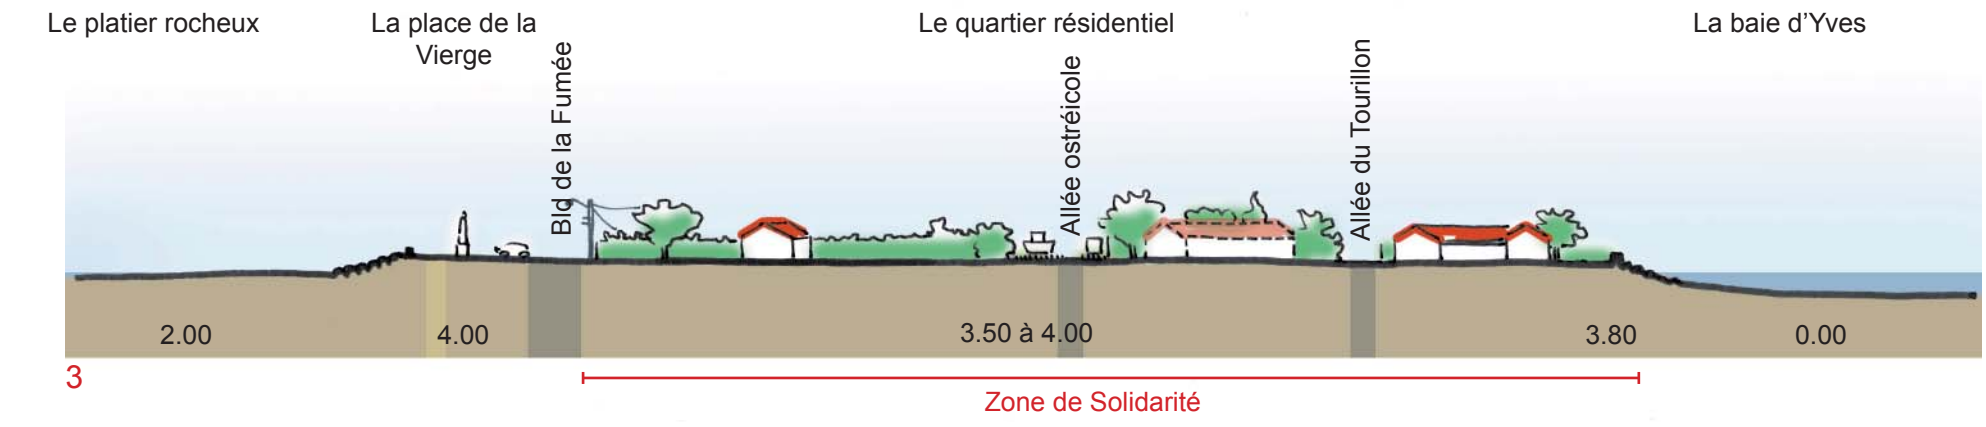 Le platier rocheux
La place de la
Vierge
Le quartier résidentiel
La baie d’Yves
Bld de la Fumée
Allée ostréicole
Allée du Tourillon
2.00
4.00
3.50 à 4.00
3.80
0.00
3
Zone de Solidarité